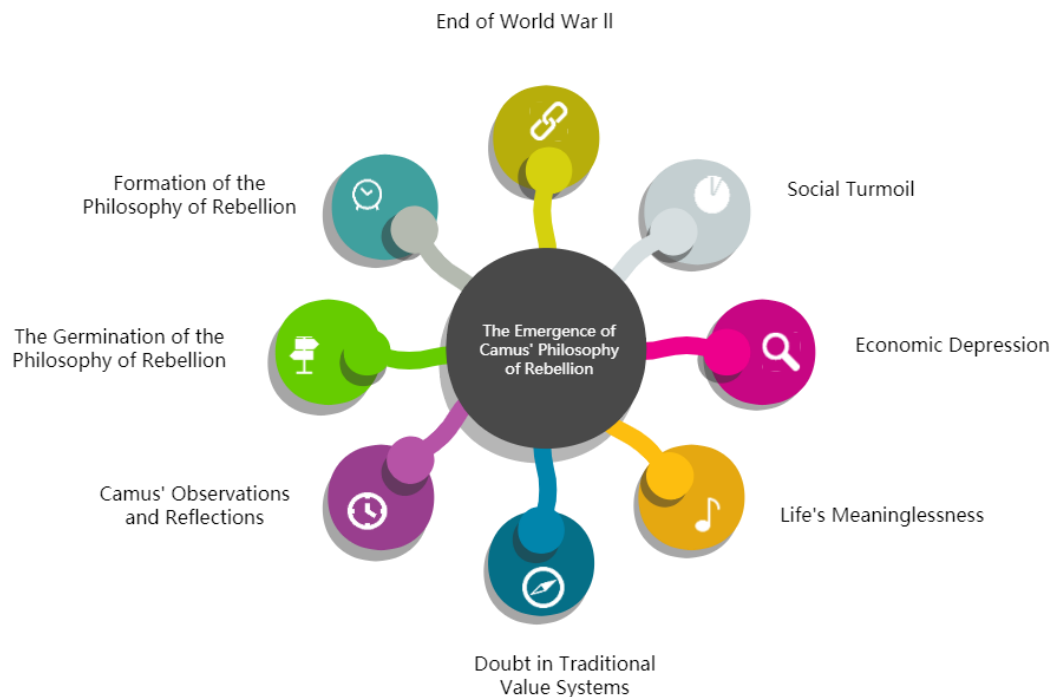 End of World War ll
Social Turmoil
Economic Depression
Life's Meaninglessness
Doubt in Traditional
Value Systems
Camus' Observations
and Reflections
The Germination of the
Philosophy of Rebellion
Formation of the
Philosophy of Rebellion
The Emergence of
Camus' Philosophy
of Rebellion